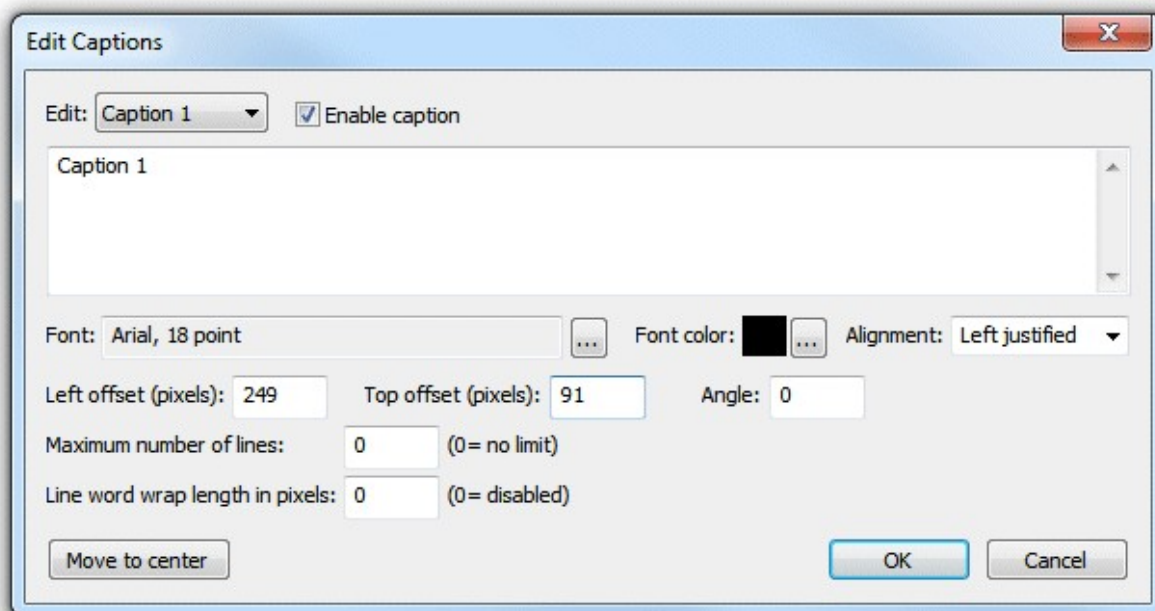 Edit Captions
Edit: Caption 1 Enable caption
Caption 1
Font: Arial, 18 point ... Font color: ... Alignment: Left justified
Left offset (pixels): 249 Top offset (pixels): 91 Angle: 0
Maximum number of lines: 0 (0= no limit)
Line word wrap length in pixels: 0 (0= disabled)
Move to center OK Cancel